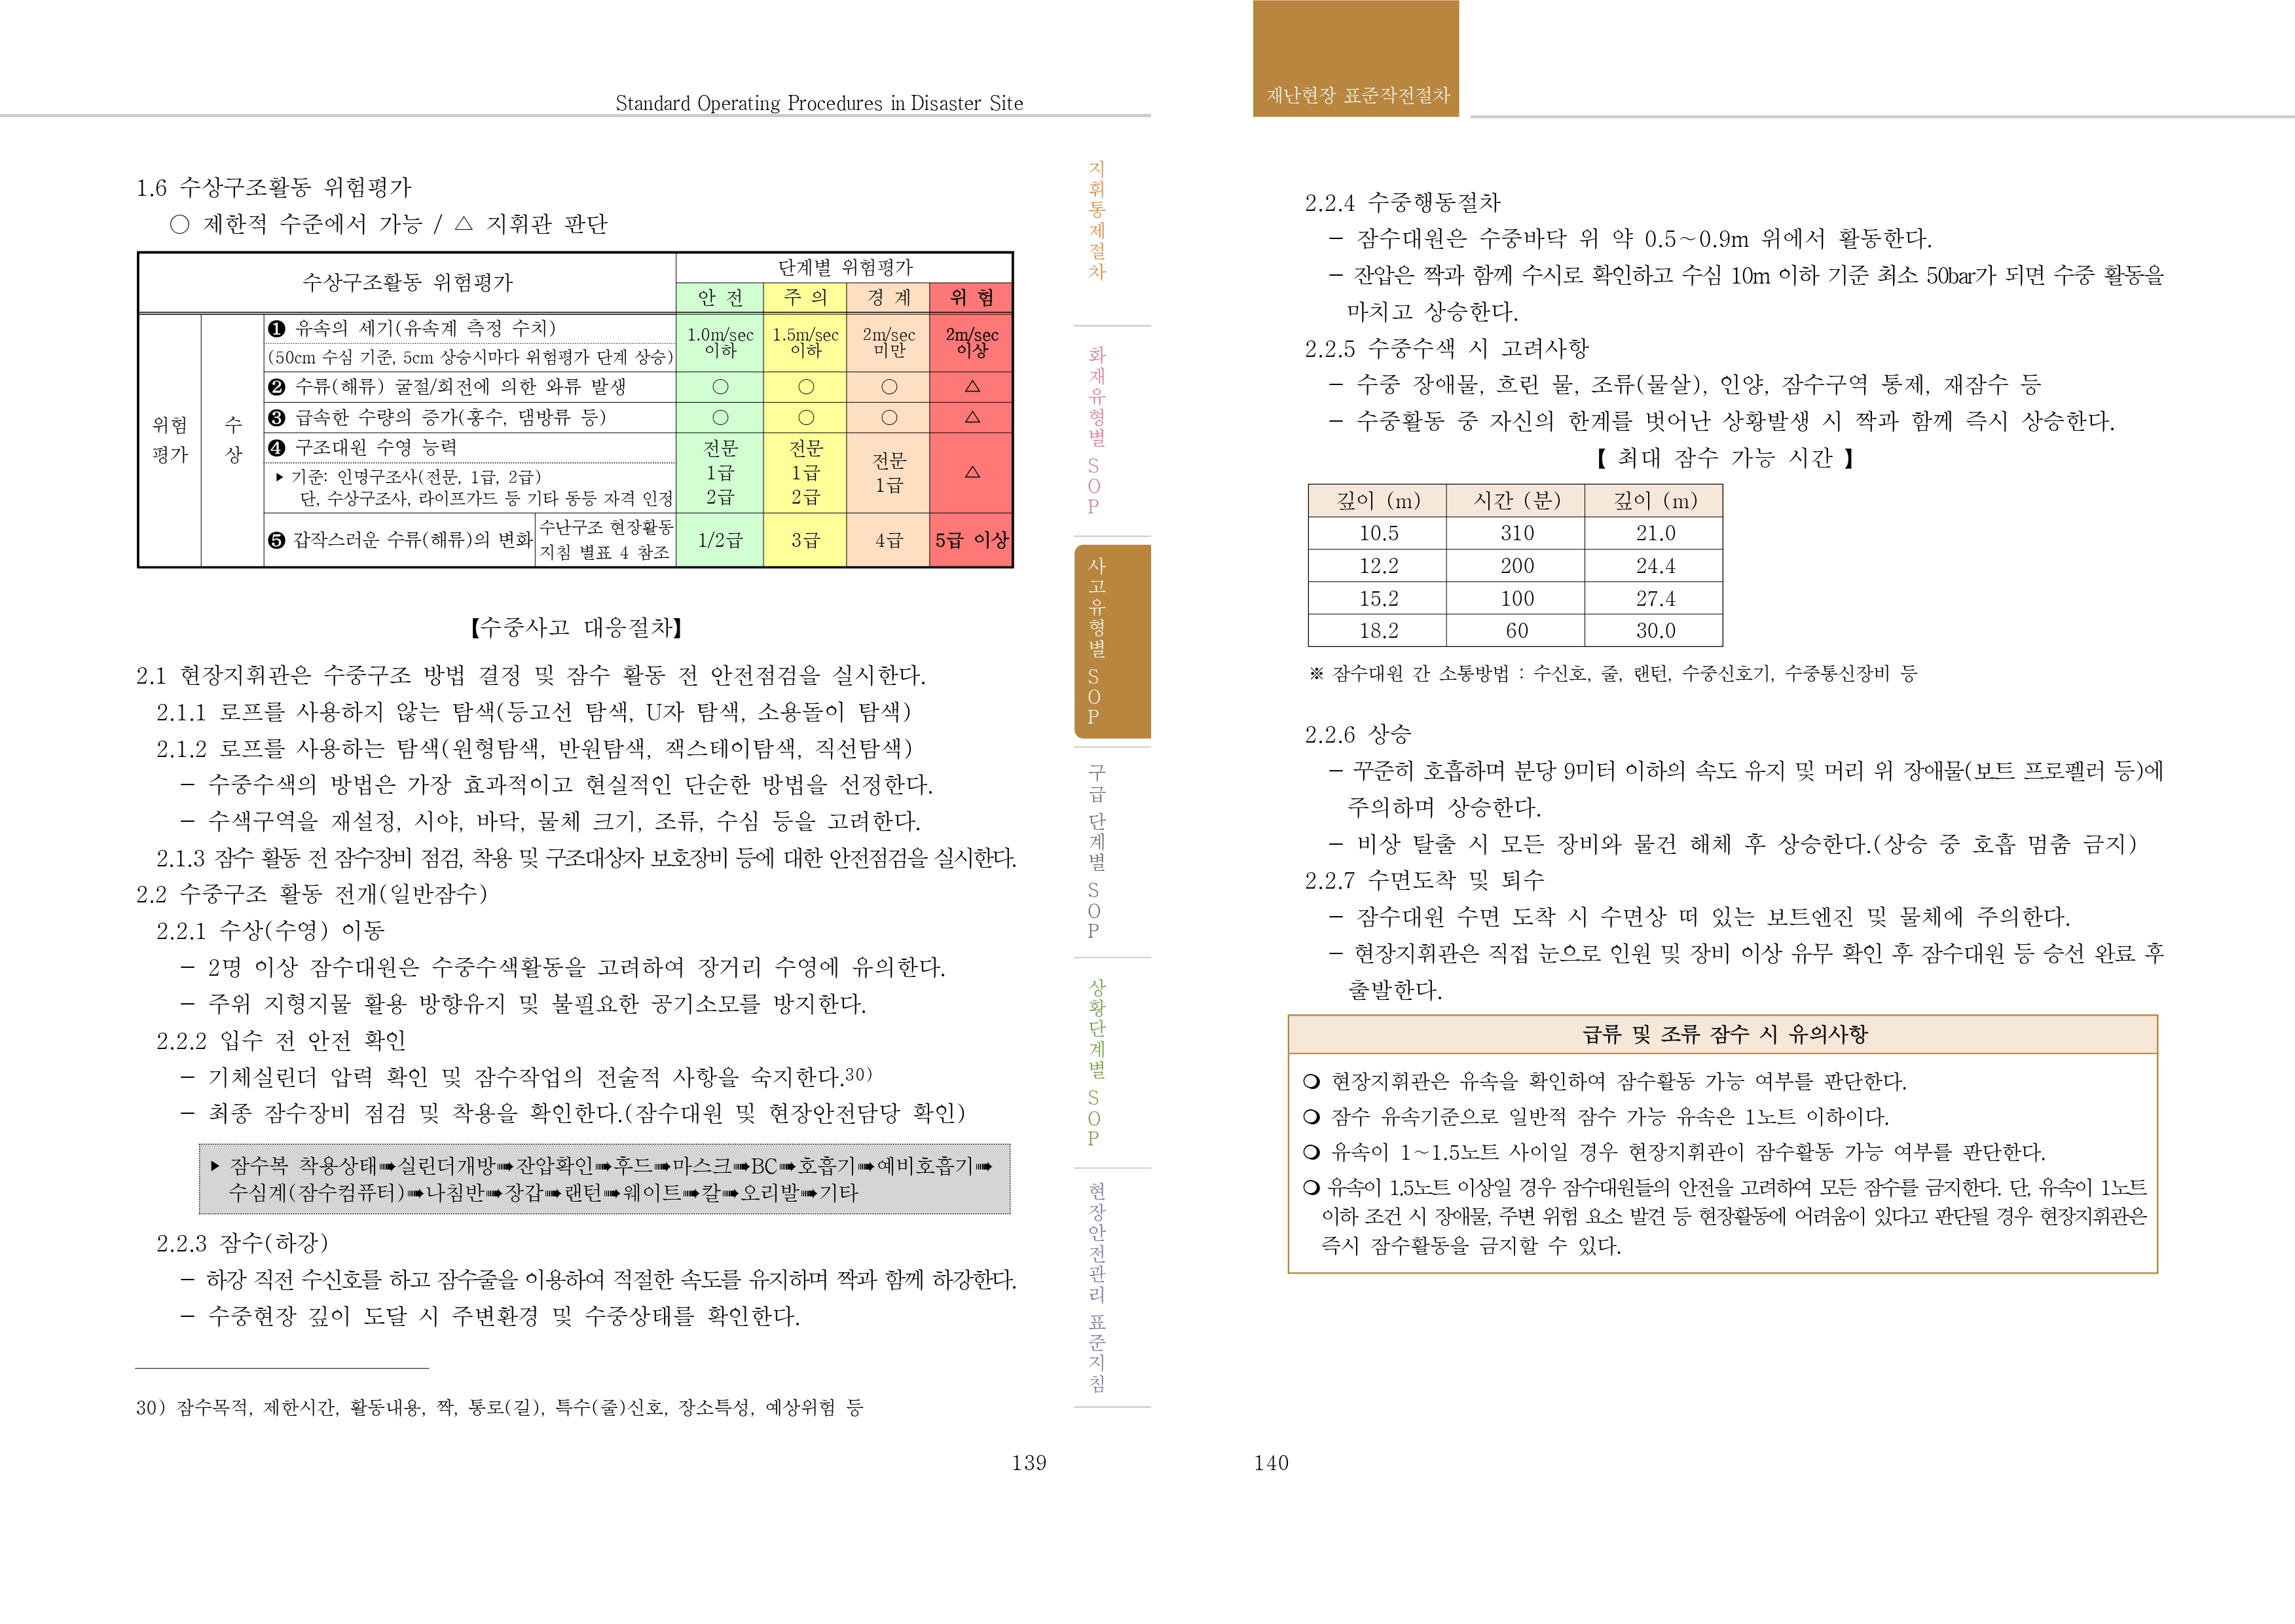 Standard Operating Procedures in Disaster Site
1.6 수상구조활동 위험평가
○ 제한적 수준에서 가능 / △ 지휘관 판단
수상구조활동 위험평가
단계별 위험평가
안 전 주 의 경 계 위 험
위험
평가
수
상
❶ 유속의 세기(유속계 측정 수치)
(50cm 수심 기준, 5cm 상승시마다 위험평가 단계 상승)
1.0m/sec 1.5m/sec 2m/sec 2m/sec
이하 이하 미만 이상
❷ 수류(해류) 굴절/회전에 의한 와류 발생 ○ ○ ○ △
❸ 급속한 수량의 증가(홍수, 댐방류 등) ○ ○ ○ △
❹ 구조대원 수영 능력
▶ 기준: 인명구조사(전문, 1급, 2급)
단, 수상구조사, 라이프가드 등 기타 동등 자격 인정
전문
1급
2급
전문
1급
2급
전문
1급
△
❺ 갑작스러운 수류(해류)의 변화
수난구조 현장활동
지침 별표 4 참조
1/2급 3급 4급 5급 이상
【수중사고 대응절차】
2.1 현장지휘관은 수중구조 방법 결정 및 잠수 활동 전 안전점검을 실시한다.
2.1.1 로프를 사용하지 않는 탐색(등고선 탐색, U자 탐색, 소용돌이 탐색)
2.1.2 로프를 사용하는 탐색(원형탐색, 반원탐색, 잭스테이탐색, 직선탐색)
- 수중수색의 방법은 가장 효과적이고 현실적인 단순한 방법을 선정한다.
- 수색구역을 재설정, 시야, 바닥, 물체 크기, 조류, 수심 등을 고려한다.
2.1.3 잠수 활동 전 잠수장비 점검, 착용 및 구조대상자 보호장비 등에 대한 안전점검을 실시한다.
2.2 수중구조 활동 전개(일반잠수)
2.2.1 수상(수영) 이동
- 2명 이상 잠수대원은 수중수색활동을 고려하여 장거리 수영에 유의한다.
- 주위 지형지물 활용 방향유지 및 불필요한 공기소모를 방지한다.
2.2.2 입수 전 안전 확인
- 기체실린더 압력 확인 및 잠수작업의 전술적 사항을 숙지한다.30)
- 최종 잠수장비 점검 및 착용을 확인한다.(잠수대원 및 현장안전담당 확인)
▶ 잠수복 착용상태➠실린더개방➠잔압확인➠후드➠마스크➠BC➠호흡기➠예비호흡기➠
수심계(잠수컴퓨터)➠나침반➠장갑➠랜턴➠웨이트➠칼➠오리발➠기타
2.2.3 잠수(하강)
- 하강 직전 수신호를 하고 잠수줄을 이용하여 적절한 속도를 유지하며 짝과 함께 하강한다.
- 수중현장 깊이 도달 시 주변환경 및 수중상태를 확인한다.
30) 잠수목적, 제한시간, 활동내용, 짝, 통로(길), 특수(줄)신호, 장소특성, 예상위험 등
139
지휘통제절차
화재유형별 SOP
사고유형별 SOP
구급 단계별 SOP
상황단계별 SOP
현장안전관리 표준지침
재난현장 표준작전절차
2.2.4 수중행동절차
- 잠수대원은 수중바닥 위 약 0.5~0.9m 위에서 활동한다.
- 잔압은 짝과 함께 수시로 확인하고 수심 10m 이하 기준 최소 50bar가 되면 수중 활동을
마치고 상승한다.
2.2.5 수중수색 시 고려사항
- 수중 장애물, 흐린 물, 조류(물살), 인양, 잠수구역 통제, 재잠수 등
- 수중활동 중 자신의 한계를 벗어난 상황발생 시 짝과 함께 즉시 상승한다.
【 최대 잠수 가능 시간 】
깊이 (m) 시간 (분) 깊이 (m)
10.5 310 21.0
12.2 200 24.4
15.2 100 27.4
18.2 60 30.0
※ 잠수대원 간 소통방법 : 수신호, 줄, 랜턴, 수중신호기, 수중통신장비 등
2.2.6 상승
- 꾸준히 호흡하며 분당 9미터 이하의 속도 유지 및 머리 위 장애물(보트 프로펠러 등)에
주의하며 상승한다.
- 비상 탈출 시 모든 장비와 물건 해체 후 상승한다.(상승 중 호흡 멈춤 금지)
2.2.7 수면도착 및 퇴수
- 잠수대원 수면 도착 시 수면상 떠 있는 보트엔진 및 물체에 주의한다.
- 현장지휘관은 직접 눈으로 인원 및 장비 이상 유무 확인 후 잠수대원 등 승선 완료 후
출발한다.
급류 및 조류 잠수 시 유의사항
❍ 현장지휘관은 유속을 확인하여 잠수활동 가능 여부를 판단한다.
❍ 잠수 유속기준으로 일반적 잠수 가능 유속은 1노트 이하이다.
❍ 유속이 1~1.5노트 사이일 경우 현장지휘관이 잠수활동 가능 여부를 판단한다.
❍ 유속이 1.5노트 이상일 경우 잠수대원들의 안전을 고려하여 모든 잠수를 금지한다. 단, 유속이 1노트
이하 조건 시 장애물, 주변 위험 요소 발견 등 현장활동에 어려움이 있다고 판단될 경우 현장지휘관은
즉시 잠수활동을 금지할 수 있다.
140